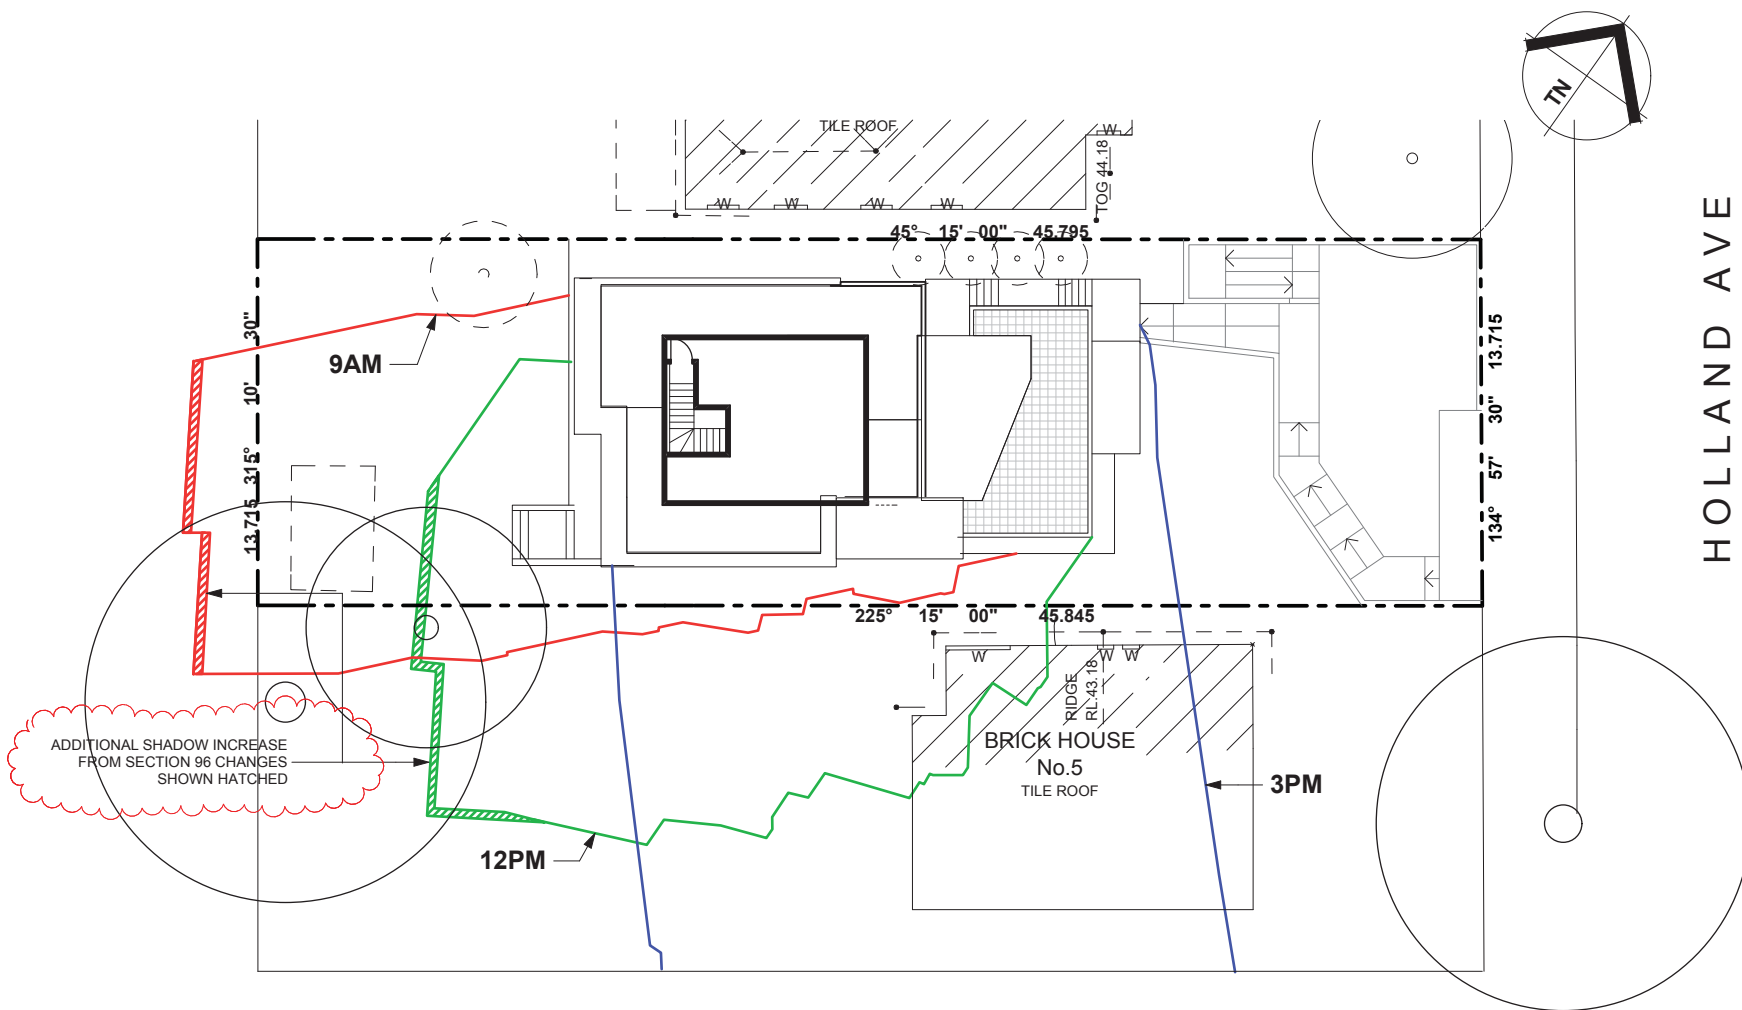 TN
HOLLAND AVE
TILE ROOF
W
TOG 44.18
W W W W
45° 15' 00" 45.795
9AM
13.715 315° 10' 30"
134° 57' 30" 13.715
225° 15' 00" 45.845
W W W
RIDGE
RL.43.18
BRICK HOUSE
No.5
TILE ROOF
3PM
ADDITIONAL SHADOW INCREASE
FROM SECTION 96 CHANGES
SHOWN HATCHED
12PM